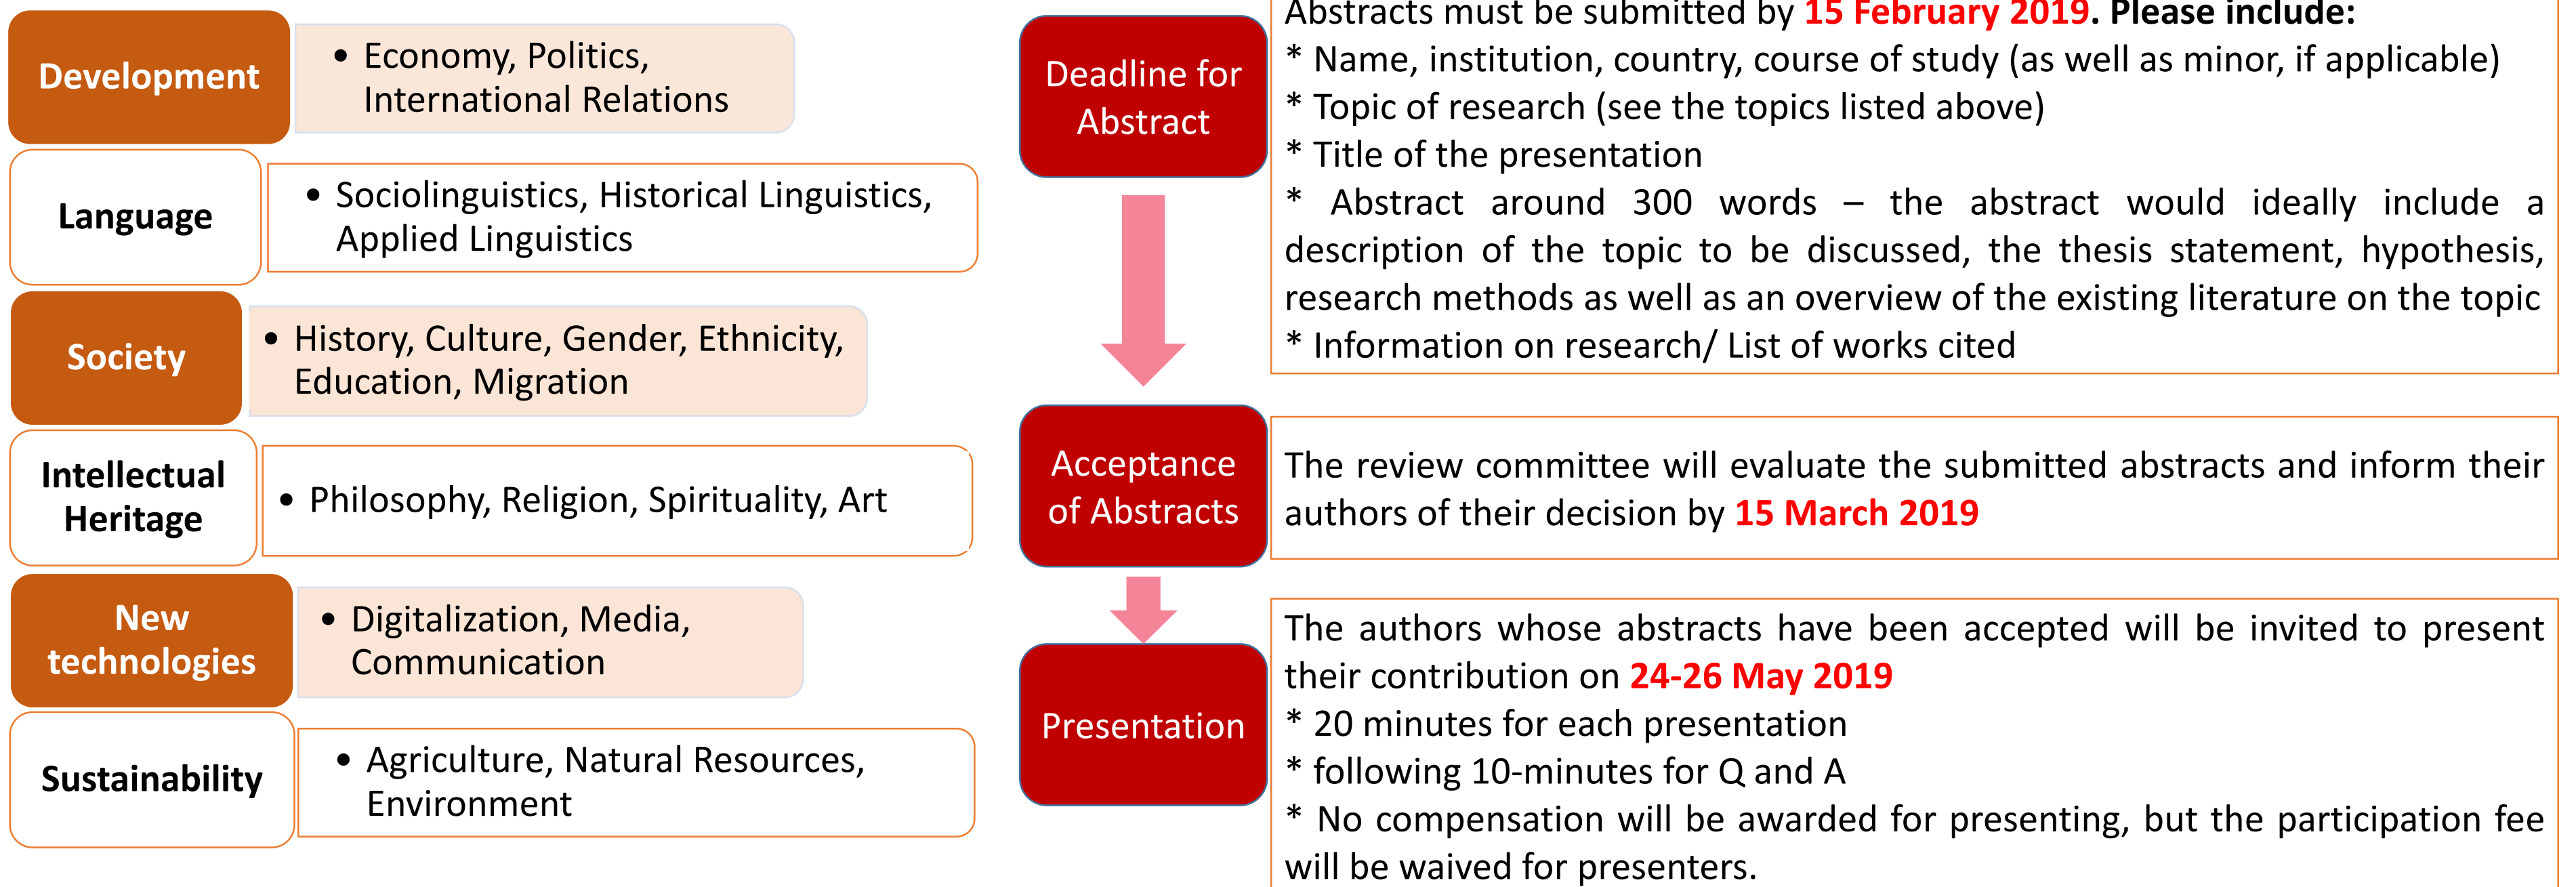 Development
• Economy, Politics,
International Relations
Language
• Sociolinguistics, Historical Linguistics,
Applied Linguistics
Society
• History, Culture, Gender, Ethnicity,
Education, Migration
Intellectual
Heritage
• Philosophy, Religion, Spirituality, Art
New
technologies
• Digitalization, Media,
Communication
Sustainability
• Agriculture, Natural Resources,
Environment
Deadline for
Abstract
Abstracts must be submitted by 15 February 2019. Please include:
* Name, institution, country, course of study (as well as minor, if applicable)
* Topic of research (see the topics listed above)
* Title of the presentation
* Abstract around 300 words – the abstract would ideally include a
description of the topic to be discussed, the thesis statement, hypothesis,
research methods as well as an overview of the existing literature on the topic
* Information on research/ List of works cited
Acceptance
of Abstracts
The review committee will evaluate the submitted abstracts and inform their
authors of their decision by 15 March 2019
Presentation
The authors whose abstracts have been accepted will be invited to present
their contribution on 24-26 May 2019
* 20 minutes for each presentation
* following 10-minutes for Q and A
* No compensation will be awarded for presenting, but the participation fee
will be waived for presenters.